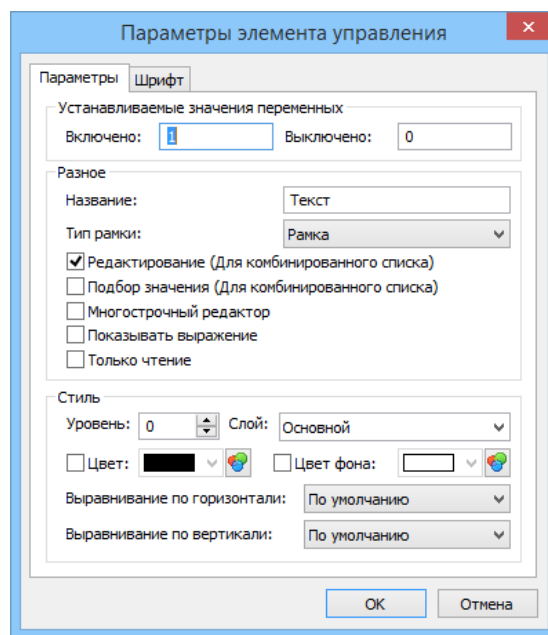 Параметры элемента управления
Параметры Шрифт
Устанавливаемые значения переменных
Включено: 1 Выключено: 0
Разное
Название: Текст
Тип рамки: Рамка
Редактирование (Для комбинированного списка)
Подбор значения (Для комбинированного списка)
Многострочный редактор
Показывать выражение
Только чтение
Стиль
Уровень: 0 Слой: Основной
Цвет: Цвет фона:
Выравнивание по горизонтали: По умолчанию
Выравнивание по вертикали: По умолчанию
ОК Отмена